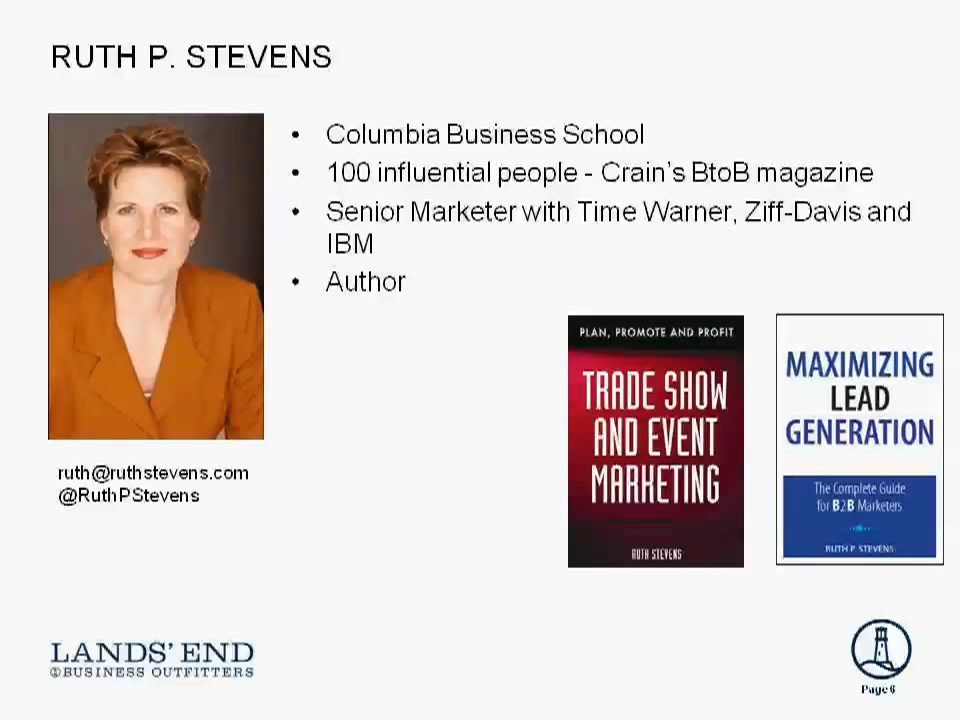 RUTH P. STEVENS
• Columbia Business School
• 100 influential people - Crain's BtoB magazine
• Senior Marketer with Time Warner, Ziff-Davis and
IBM
• Author
PLAN, PROMOTE AND PROFIT
TRADE SHOW
AND EVENT
MARKETING
RUTH STEVENS
MAXIMIZING
LEAD
GENERATION
The Complete Guide
for B2B Marketers
RUTH P. STEVENS
ruth@ruthstevens.com
@RuthPStevens
LANDS' END
BUSINESS OUTFITTERS
Page 6